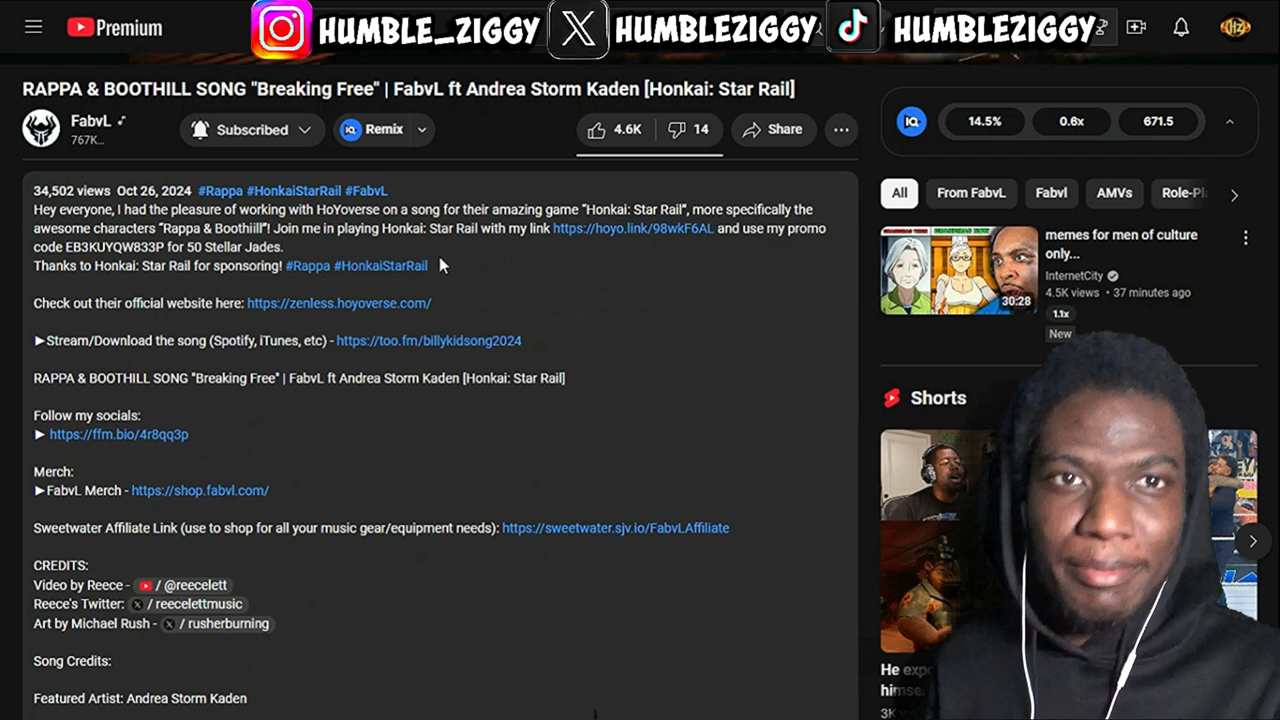 HUMBLE_ZIGGY
HUMBLEZIGGY
HUMBLEZIGGY
Premium
RAPPA & BOOTHILL SONG "Breaking Free" | FabvL ft Andrea Storm Kaden [Honkai: Star Rail]
FabvL
767K...
Subscribed
IQ Remix
4.6K
14
Share
IQ
14.5%
0.6x
671.5
34,502 views Oct 26, 2024 #Rappa #HonkaiStarRail #FabvL
Hey everyone, I had the pleasure of working with HoYoverse on a song for their amazing game "Honkai: Star Rail", more specifically the
awesome characters "Rappa & Boothiill"! Join me in playing Honkai: Star Rail with my link https://hoyo.link/98wkF6AL and use my promo
code EB3KUYQW833P for 50 Stellar Jades.
Thanks to Honkai: Star Rail for sponsoring! #Rappa #HonkaiStarRail
Check out their official website here: https://zenless.hoyoverse.com/
►Stream/Download the song (Spotify, iTunes, etc) - https://too.fm/billykidsong2024
RAPPA & BOOTHILL SONG "Breaking Free" | FabvL ft Andrea Storm Kaden [Honkai: Star Rail]
Follow my socials:
► https://ffm.bio/4r8qq3p
Merch:
►FabvL Merch - https://shop.fabvl.com/
Sweetwater Affiliate Link (use to shop for all your music gear/equipment needs): https://sweetwater.sjv.io/FabvLAffiliate
CREDITS:
Video by Reece - / @reecelett
Reece's Twitter: X / reecelettmusic
Art by Michael Rush - X / rusherburning
Song Credits:
Featured Artist: Andrea Storm Kaden
All
From FabvL
Fabvl
AMVs
Role-Pl
memes for men of culture
only...
InternetCity
4.5K views • 37 minutes ago
1.1x
New
30:28
Shorts
He exp
himse
3K